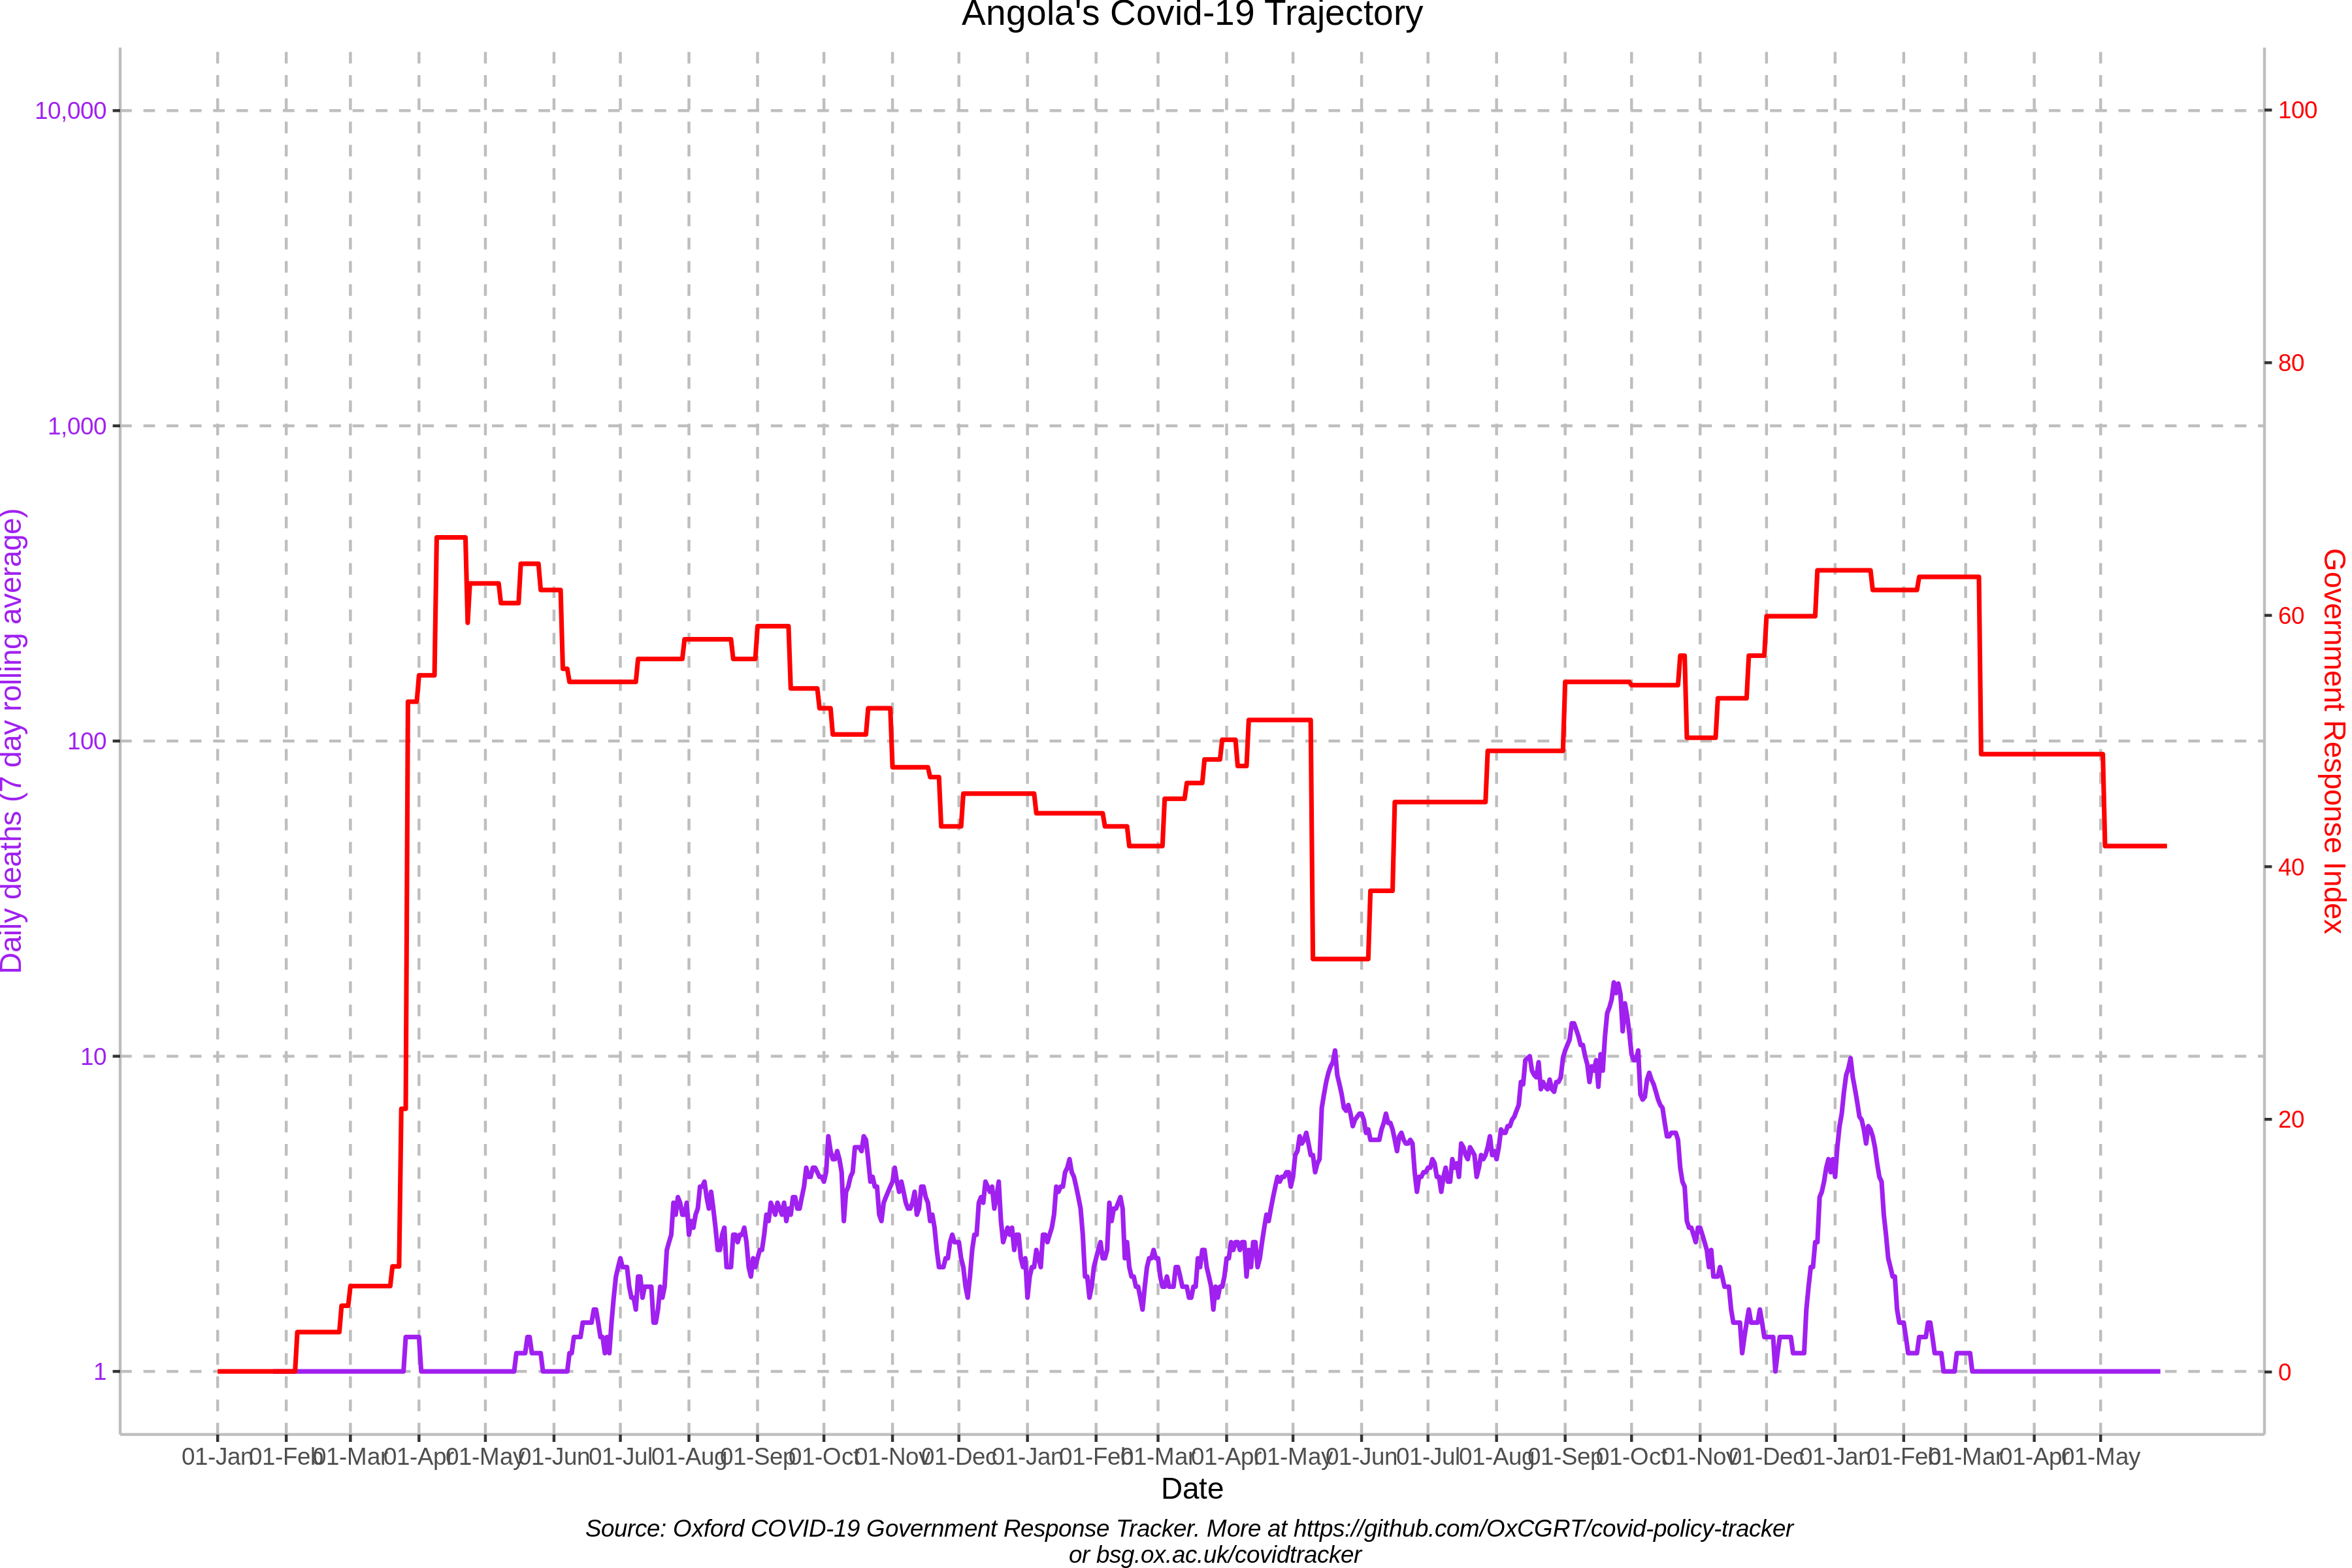 Angola's Covid-19 Trajectory
10,000
1,000
100
10
1
Daily deaths (7 day rolling average)
100
80
60
40
20
0
Government Response Index
01-Jan 01-Feb 01-Mar 01-Apr 01-May 01-Jun 01-Jul 01-Aug 01-Sep 01-Oct 01-Nov 01-Dec 01-Jan 01-Feb 01-Mar 01-Apr 01-May 01-Jun 01-Jul 01-Aug 01-Sep 01-Oct 01-Nov 01-Dec 01-Jan 01-Feb 01-Mar 01-Apr 01-May
Date
Source: Oxford COVID-19 Government Response Tracker. More at https://github.com/OxCGRT/covid-policy-tracker
or bsg.ox.ac.uk/covidtracker